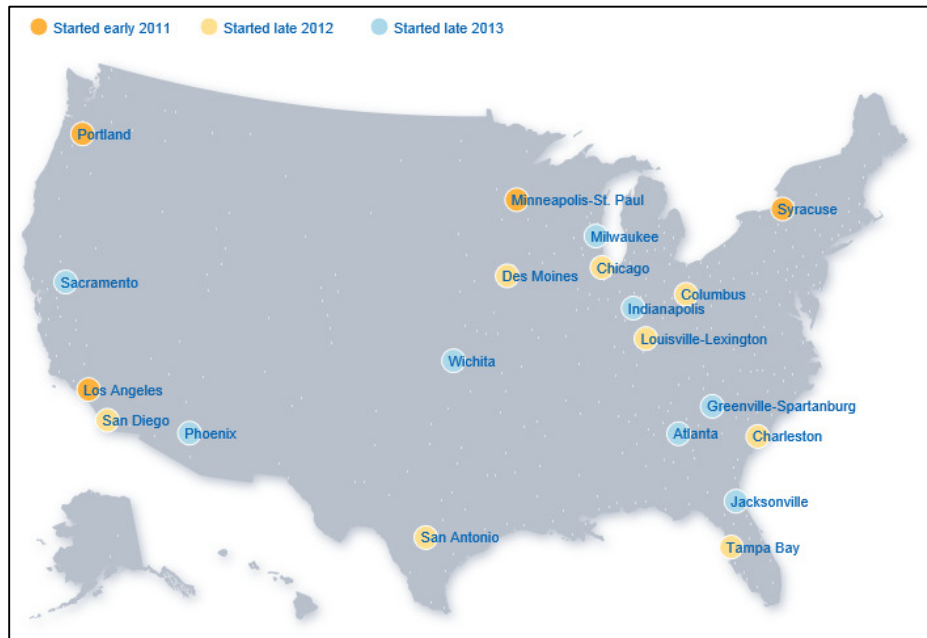 Started early 2011
Started late 2012
Started late 2013
Portland
Minneapolis-St. Paul
Syracuse
Milwaukee
Chicago
Des Moines
Sacramento
Columbus
Indianapolis
Louisville-Lexington
Wichita
Los Angeles
Greenville-Spartanburg
San Diego
Phoenix
Atlanta
Charleston
Jacksonville
San Antonio
Tampa Bay